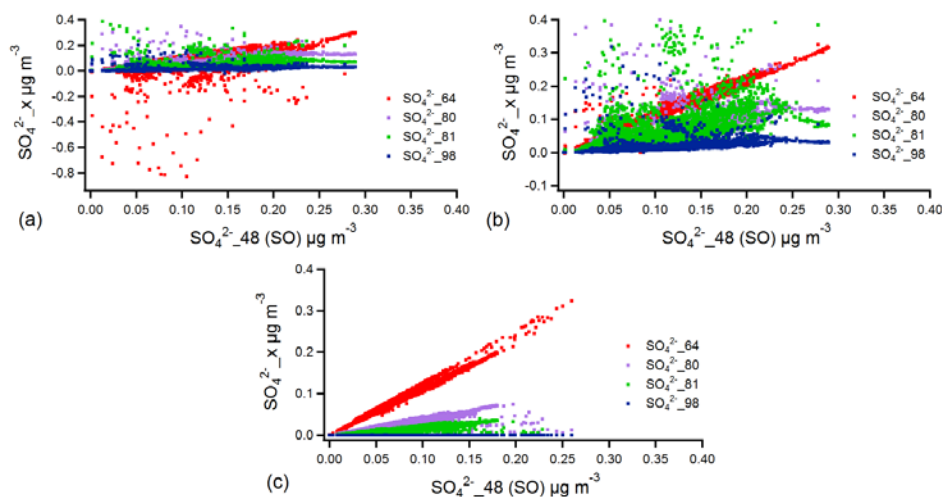 0.4
0.2
0.0
-0.2
-0.4
-0.6
-0.8
SO₄²⁻_x µg m⁻³
SO₄²⁻_64
SO₄²⁻_80
SO₄²⁻_81
SO₄²⁻_98
0.00 0.05 0.10 0.15 0.20 0.25 0.30 0.35 0.40
(a)
SO₄²⁻_48 (SO) µg m⁻³
0.4
0.3
0.2
0.1
0.0
-0.1
SO₄²⁻_x µg m⁻³
SO₄²⁻_64
SO₄²⁻_80
SO₄²⁻_81
SO₄²⁻_98
0.00 0.05 0.10 0.15 0.20 0.25 0.30 0.35 0.40
(b)
SO₄²⁻_48 (SO) µg m⁻³
0.4
0.3
0.2
0.1
0.0
SO₄²⁻_x µg m⁻³
SO₄²⁻_64
SO₄²⁻_80
SO₄²⁻_81
SO₄²⁻_98
0.00 0.05 0.10 0.15 0.20 0.25 0.30 0.35 0.40
(c)
SO₄²⁻_48 (SO) µg m⁻³